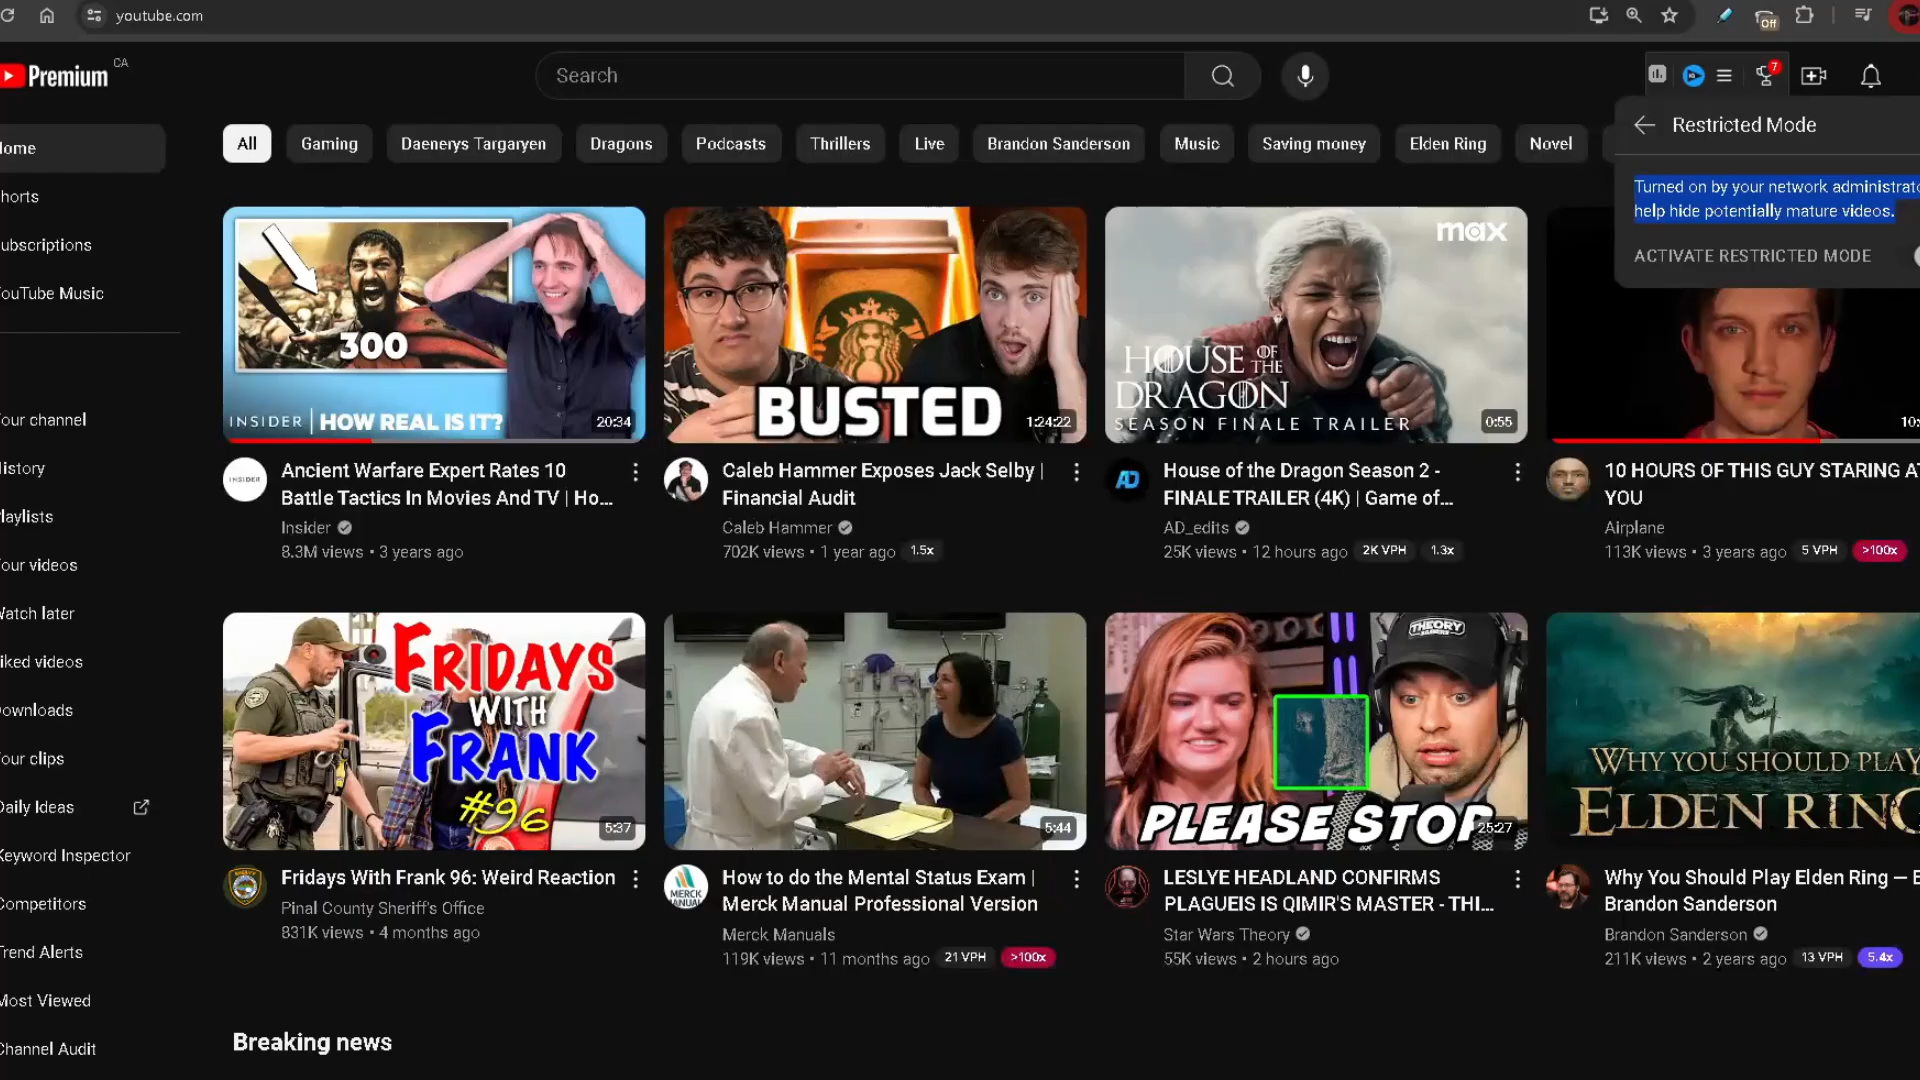 youtube.com
Off
Premium
CA
Search
7
Restricted Mode
Turned on by your network administrato
help hide potentially mature videos.
ACTIVATE RESTRICTED MODE
All
Gaming
Daenerys Targaryen
Dragons
Podcasts
Thrillers
Live
Brandon Sanderson
Music
Saving money
Elden Ring
Novel
ome
horts
ubscriptions
ouTube Music
our channel
istory
laylists
our videos
atch later
iked videos
ownloads
our clips
Daily Ideas
Keyword Inspector
Competitors
Trend Alerts
Most Viewed
Channel Audit
300
INSIDER | HOW REAL IS IT?
20:34
Ancient Warfare Expert Rates 10
Battle Tactics In Movies And TV | Ho...
INSIDER
Insider
8.3M views • 3 years ago
BUSTED
1:24:22
Caleb Hammer Exposes Jack Selby |
Financial Audit
Caleb Hammer
702K views • 1 year ago 1.5x
max
HOUSE OF THE
DRAGON
SEASON FINALE TRAILER
0:55
AD
House of the Dragon Season 2 -
FINALE TRAILER (4K) | Game of...
AD_edits
25K views • 12 hours ago 2K VPH 1.3x
10:
10 HOURS OF THIS GUY STARING AT
YOU
Airplane
113K views • 3 years ago 5 VPH >100x
FRIDAYS
WITH
FRANK
#96
5:37
Fridays With Frank 96: Weird Reaction
Pinal County Sheriff's Office
831K views • 4 months ago
5:44
MERCK
MANUAL
How to do the Mental Status Exam |
Merck Manual Professional Version
Merck Manuals
119K views • 11 months ago 21 VPH >100x
THEORY
PLEASE STOP
25:27
LESLYE HEADLAND CONFIRMS
PLAGUEIS IS QIMIR'S MASTER - THI...
Star Wars Theory
55K views • 2 hours ago
WHY YOU SHOULD PLAY
ELDEN RING
Why You Should Play Elden Ring — E
Brandon Sanderson
Brandon Sanderson
211K views • 2 years ago 13 VPH 5.4x
Breaking news